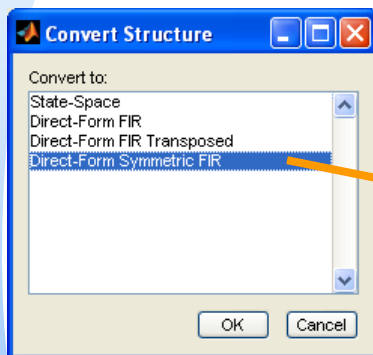 Convert Structure
Convert to:
State-Space
Direct-Form FIR
Direct-Form FIR Transposed
Direct-Form Symmetric FIR
OK Cancel